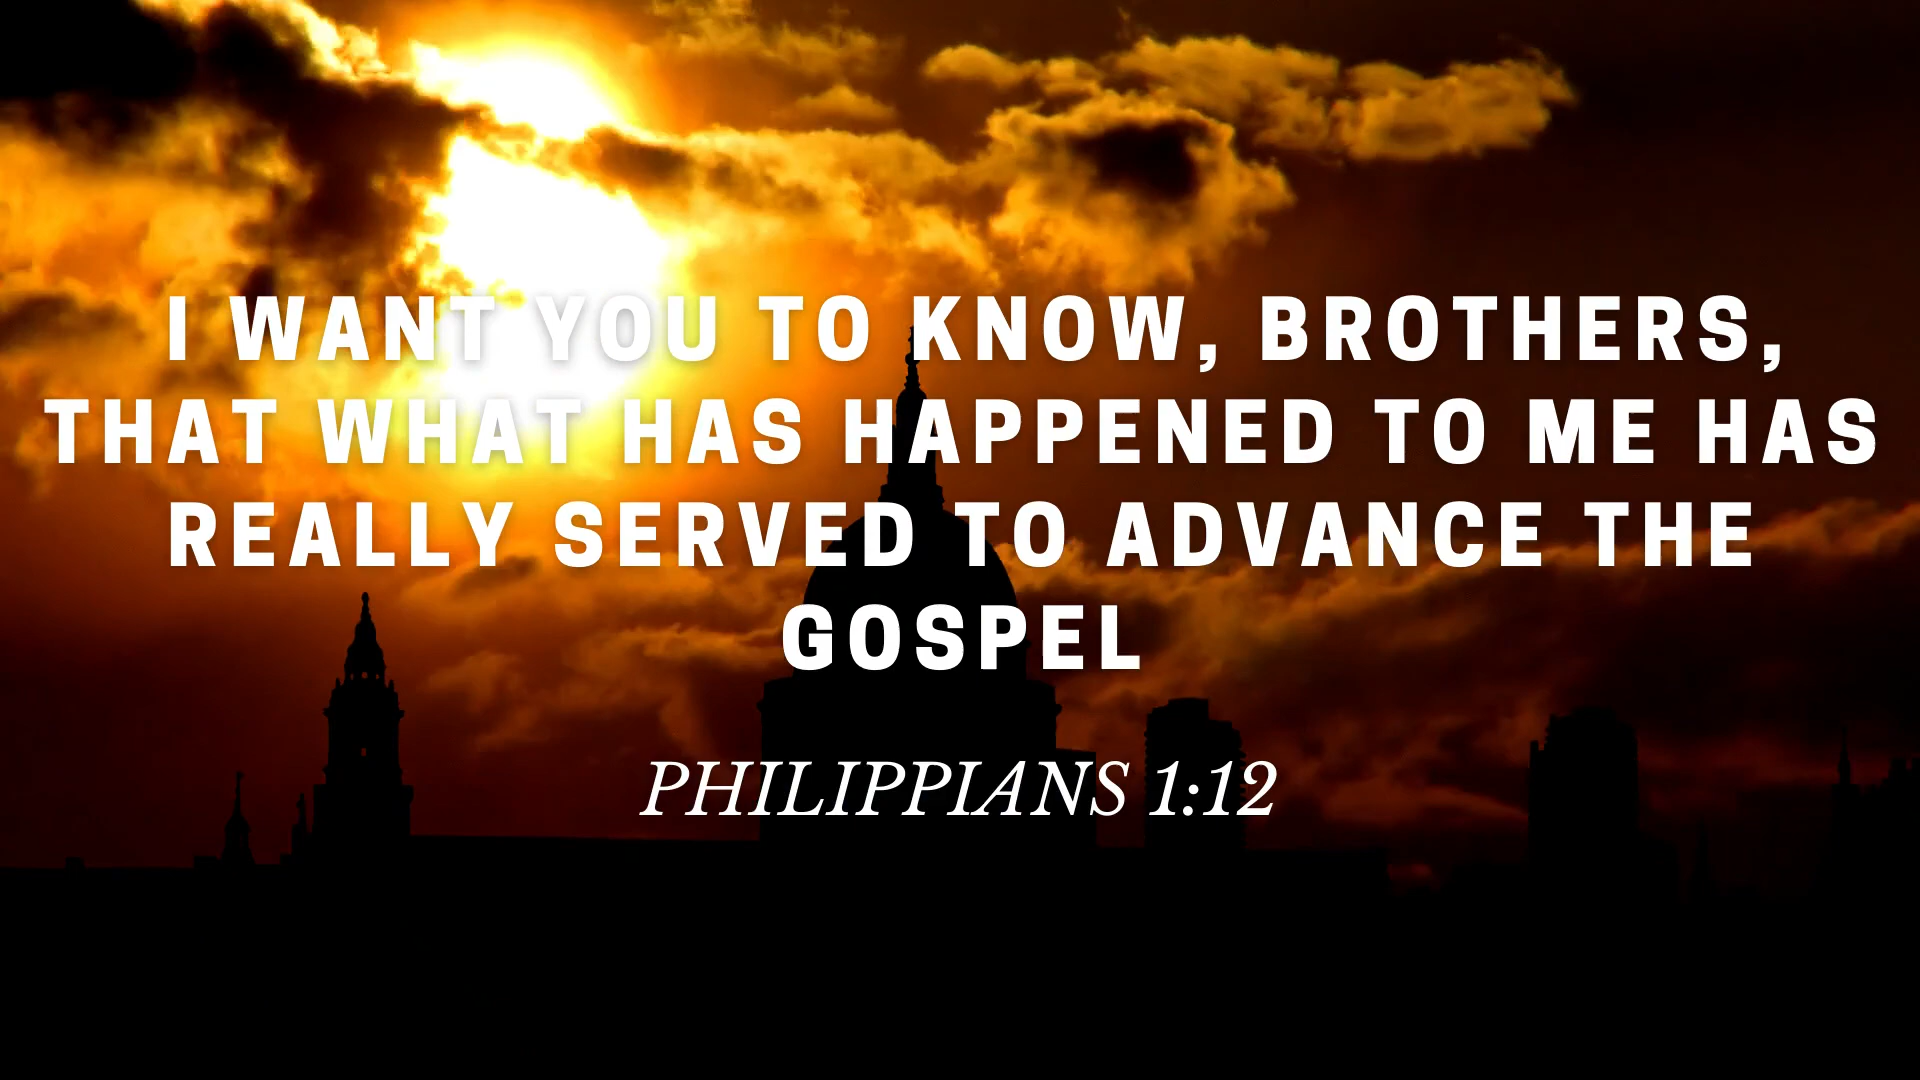 I WANT YOU TO KNOW, BROTHERS,
THAT WHAT HAS HAPPENED TO ME HAS
REALLY SERVED TO ADVANCE THE
GOSPEL
PHILIPPIANS 1:12